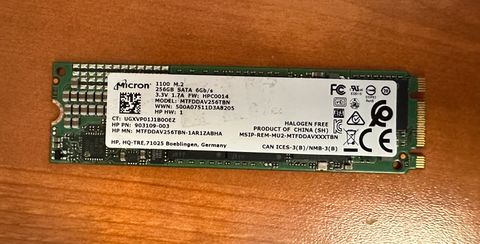 Micron
1100 M.2
256GB SATA 6Gb/s
3.3V 1.7A FW: HPC0014
MODEL: MTFDDAV256TBN
WWN: 500A07511D3AB205
HP HW: 1
CT: UGXVP01J1B0OEZ
HP PN: 903109-003
HP MN: MTFDDAV256TBN-1AR1ZABHA
HP, HQ-TRE,71025 Boeblingen, Germany
HALOGEN FREE
PRODUCT OF CHINA (SH)
MSIP-REM-MU2-MTFDDAVXXXTBN
CAN ICES-3(B)/NMB-3(B)